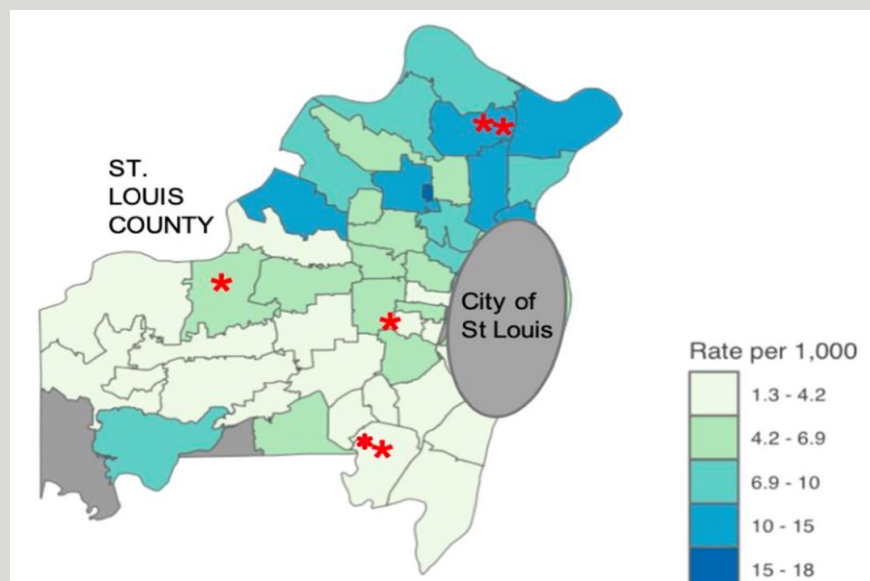 ST.
LOUIS
COUNTY
City of
St Louis
Rate per 1,000
1.3 - 4.2
4.2 - 6.9
6.9 - 10
10 - 15
15 - 18